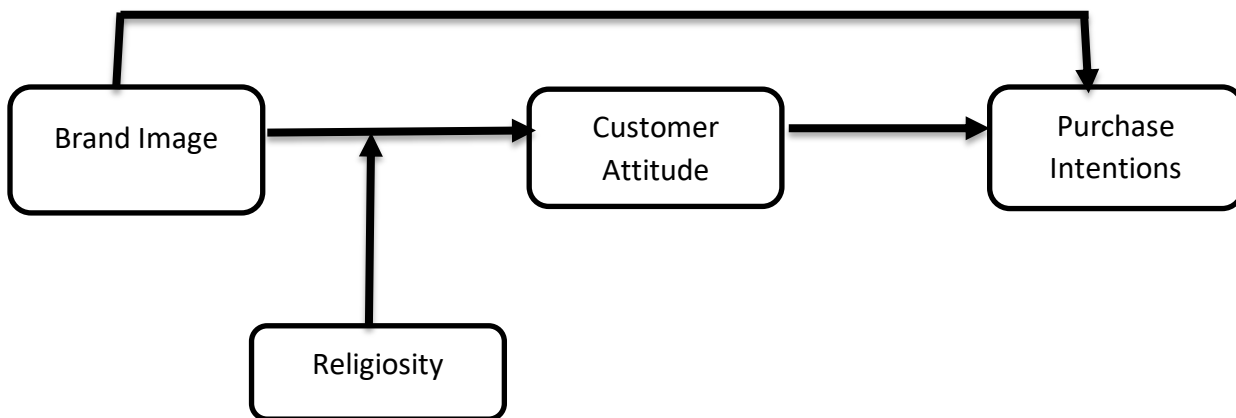 Brand Image
Customer
Attitude
Purchase
Intentions
Religiosity